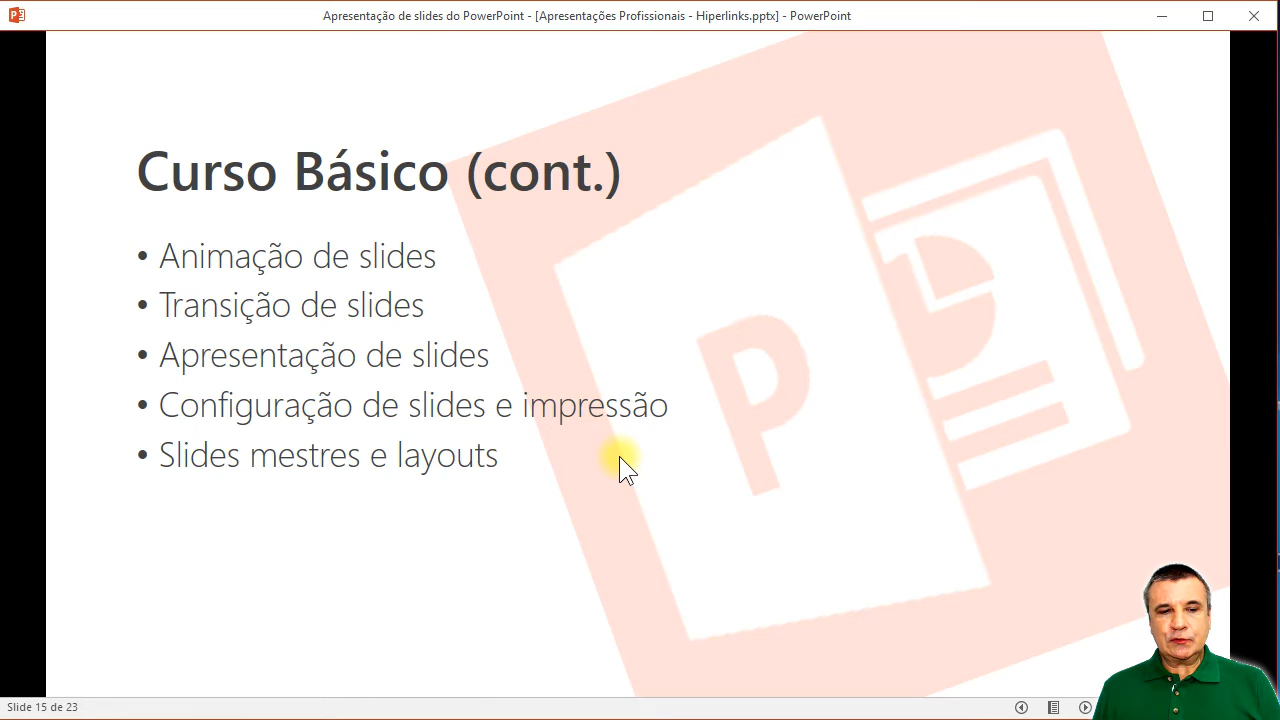 Apresentação de slides do PowerPoint - [Apresentações Profissionais - Hiperlinks.pptx] - PowerPoint
Curso Básico (cont.)
• Animação de slides
• Transição de slides
• Apresentação de slides
• Configuração de slides e impressão
• Slides mestres e layouts
P
Slide 15 de 23